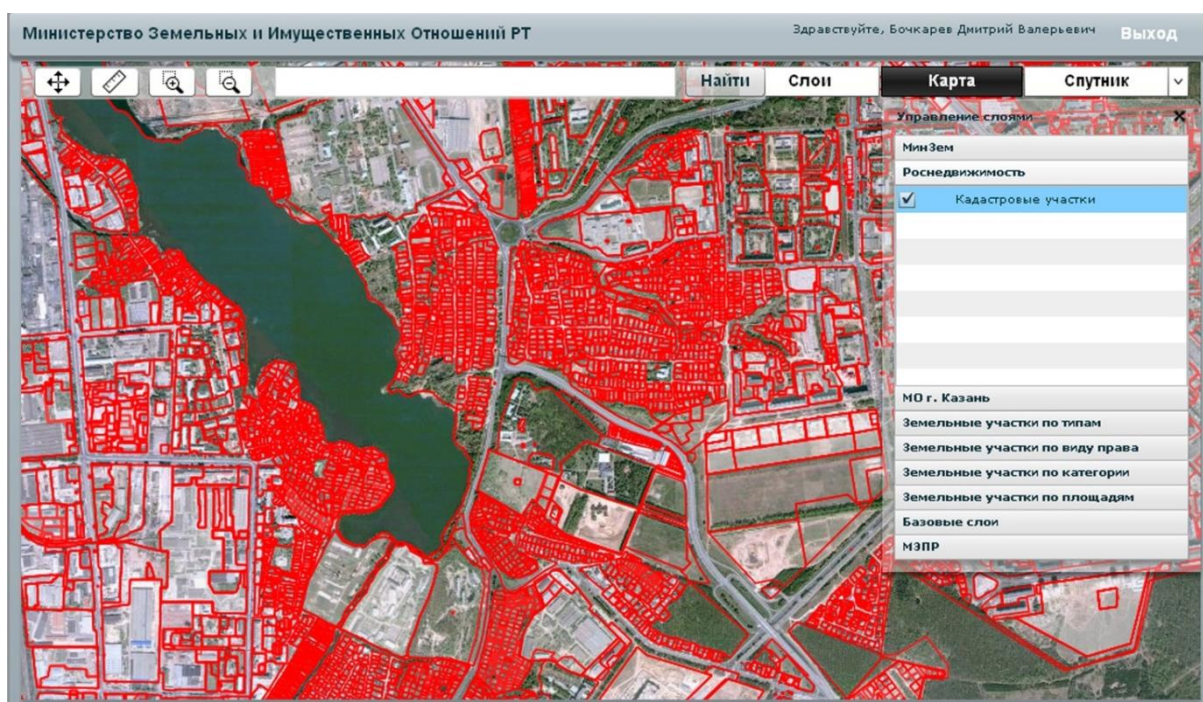 Министерство Земельных и Имущественных Отношений РТ
Здравствуйте, Бочкарев Дмитрий Валерьевич
Выход
Найти
Слои
Карта
Спутник
Управление слоями
МинЗем
Роснедвижимость
Кадастровые участки
МО г. Казань
Земельные участки по типам
Земельные участки по виду права
Земельные участки по категории
Земельные участки по площадям
Базовые слои
МЭПР